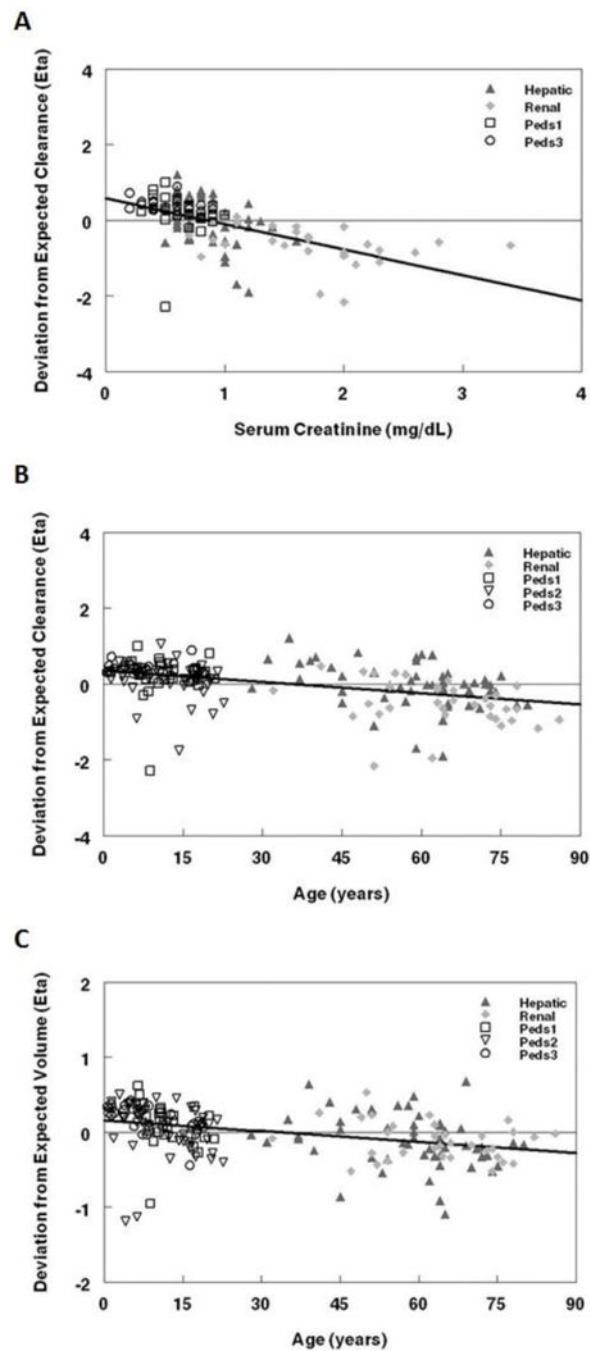 A
Deviation from Expected Clearance (Eta)
4
2
0
-2
-4
0 1 2 3 4
Serum Creatinine (mg/dL)
Hepatic
Renal
Peds1
Peds3
B
Deviation from Expected Clearance (Eta)
4
2
0
-2
-4
0 15 30 45 60 75 90
Age (years)
Hepatic
Renal
Peds1
Peds2
Peds3
C
Deviation from Expected Volume (Eta)
2
1
0
-1
-2
0 15 30 45 60 75 90
Age (years)
Hepatic
Renal
Peds1
Peds2
Peds3